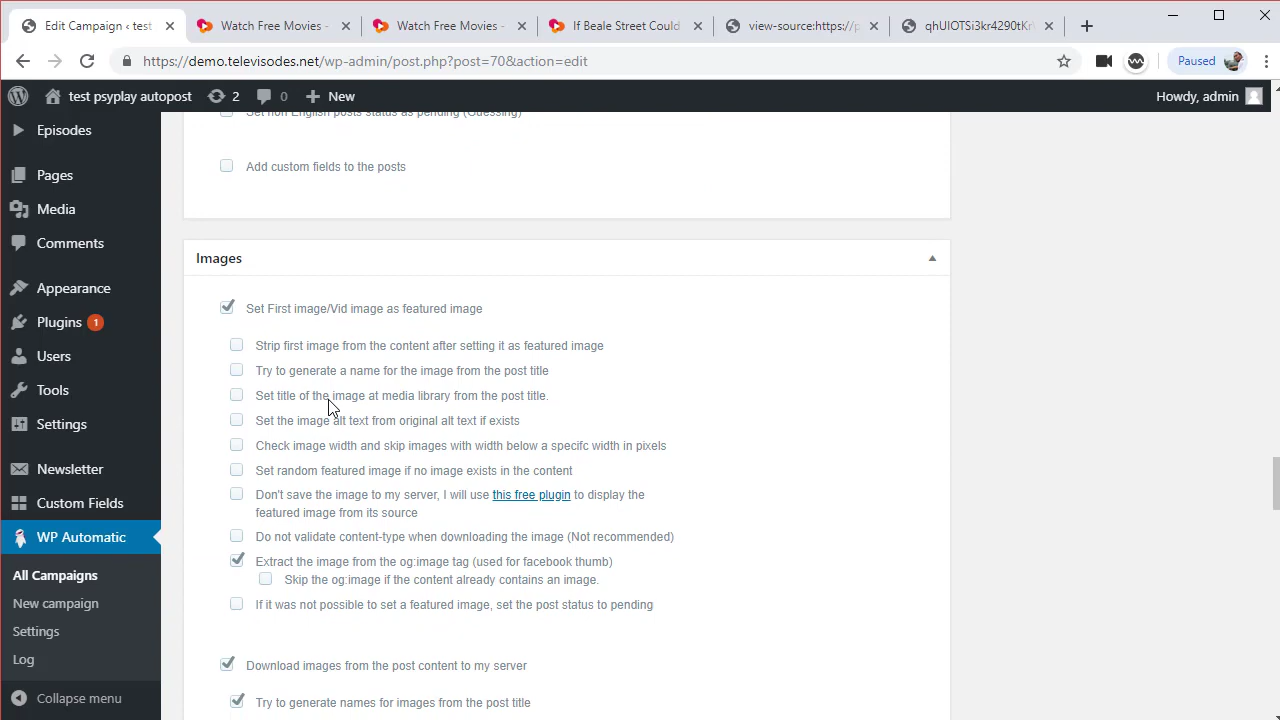 Edit Campaign ‹ test
Watch Free Movies -
Watch Free Movies -
If Beale Street Could
view-source:https://p
https://demo.televisodes.net/wp-admin/post.php?post=70&action=edit
Paused
test psyplay autopost
2
0
New
Howdy, admin
Episodes
Pages
Media
Comments
Appearance
Plugins 1
Users
Tools
Settings
Newsletter
Custom Fields
WP Automatic
All Campaigns
New campaign
Settings
Log
Collapse menu
Set non English posts status as pending (Guessing)
Add custom fields to the posts
Images
Set First image/Vid image as featured image
Strip first image from the content after setting it as featured image
Try to generate a name for the image from the post title
Set title of the image at media library from the post title.
Set the image alt text from original alt text if exists
Check image width and skip images with width below a specifc width in pixels
Set random featured image if no image exists in the content
Don't save the image to my server, I will use this free plugin to display the
featured image from its source
Do not validate content-type when downloading the image (Not recommended)
Extract the image from the og:image tag (used for facebook thumb)
Skip the og:image if the content already contains an image.
If it was not possible to set a featured image, set the post status to pending
Download images from the post content to my server
Try to generate names for images from the post title